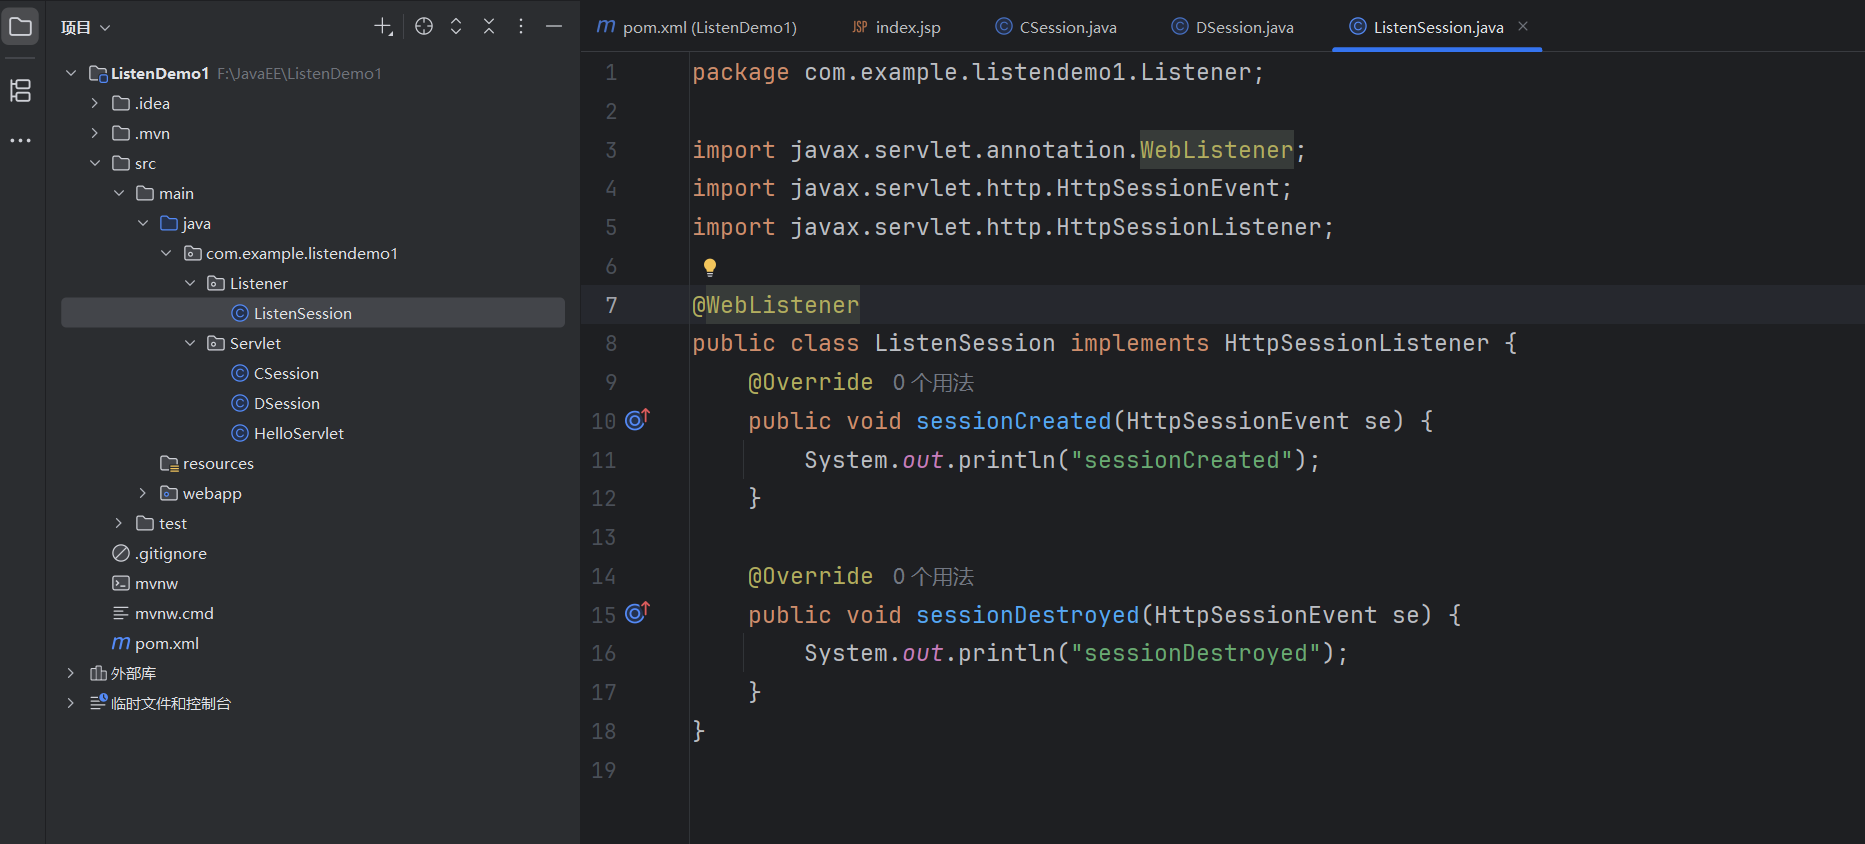 项目
ListenDemo1 F:\JavaEE\ListenDemo1
.idea
.mvn
src
main
java
com.example.listendemo1
Listener
ListenSession
Servlet
CSession
DSession
HelloServlet
resources
webapp
test
.gitignore
mvnw
mvnw.cmd
pom.xml
外部库
临时文件和控制台
pom.xml (ListenDemo1) JSP index.jsp CSession.java DSession.java ListenSession.java
1 package com.example.listendemo1.Listener;
2
3 import javax.servlet.annotation.WebListener;
4 import javax.servlet.http.HttpSessionEvent;
5 import javax.servlet.http.HttpSessionListener;
6
7 @WebListener
8 public class ListenSession implements HttpSessionListener {
9 @Override 0 个用法
10 public void sessionCreated(HttpSessionEvent se) {
11 System.out.println("sessionCreated");
12 }
13
14 @Override 0 个用法
15 public void sessionDestroyed(HttpSessionEvent se) {
16 System.out.println("sessionDestroyed");
17 }
18 }
19